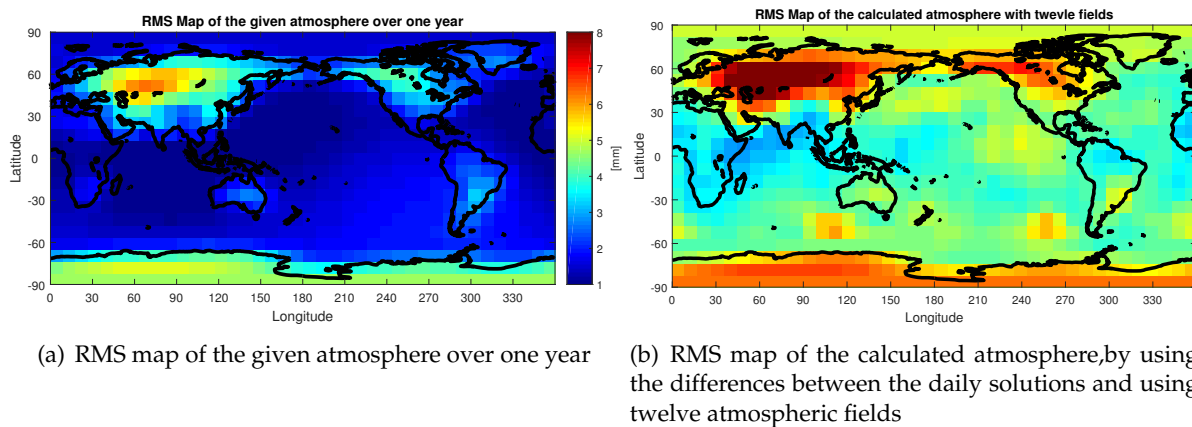 RMS Map of the given atmosphere over one year
90
60
30
0
-30
-60
-90
Latitude
0 30 60 90 120 150 180 210 240 270 300 330
Longitude
8
7
6
5
4
3
2
1
[mm]
(a) RMS map of the given atmosphere over one year
RMS Map of the calculated atmosphere with twevle fields
90
60
30
0
-30
-60
-90
Latitude
0 30 60 90 120 150 180 210 240 270 300 330
Longitude
(b) RMS map of the calculated atmosphere,by using
the differences between the daily solutions and using
twelve atmospheric fields